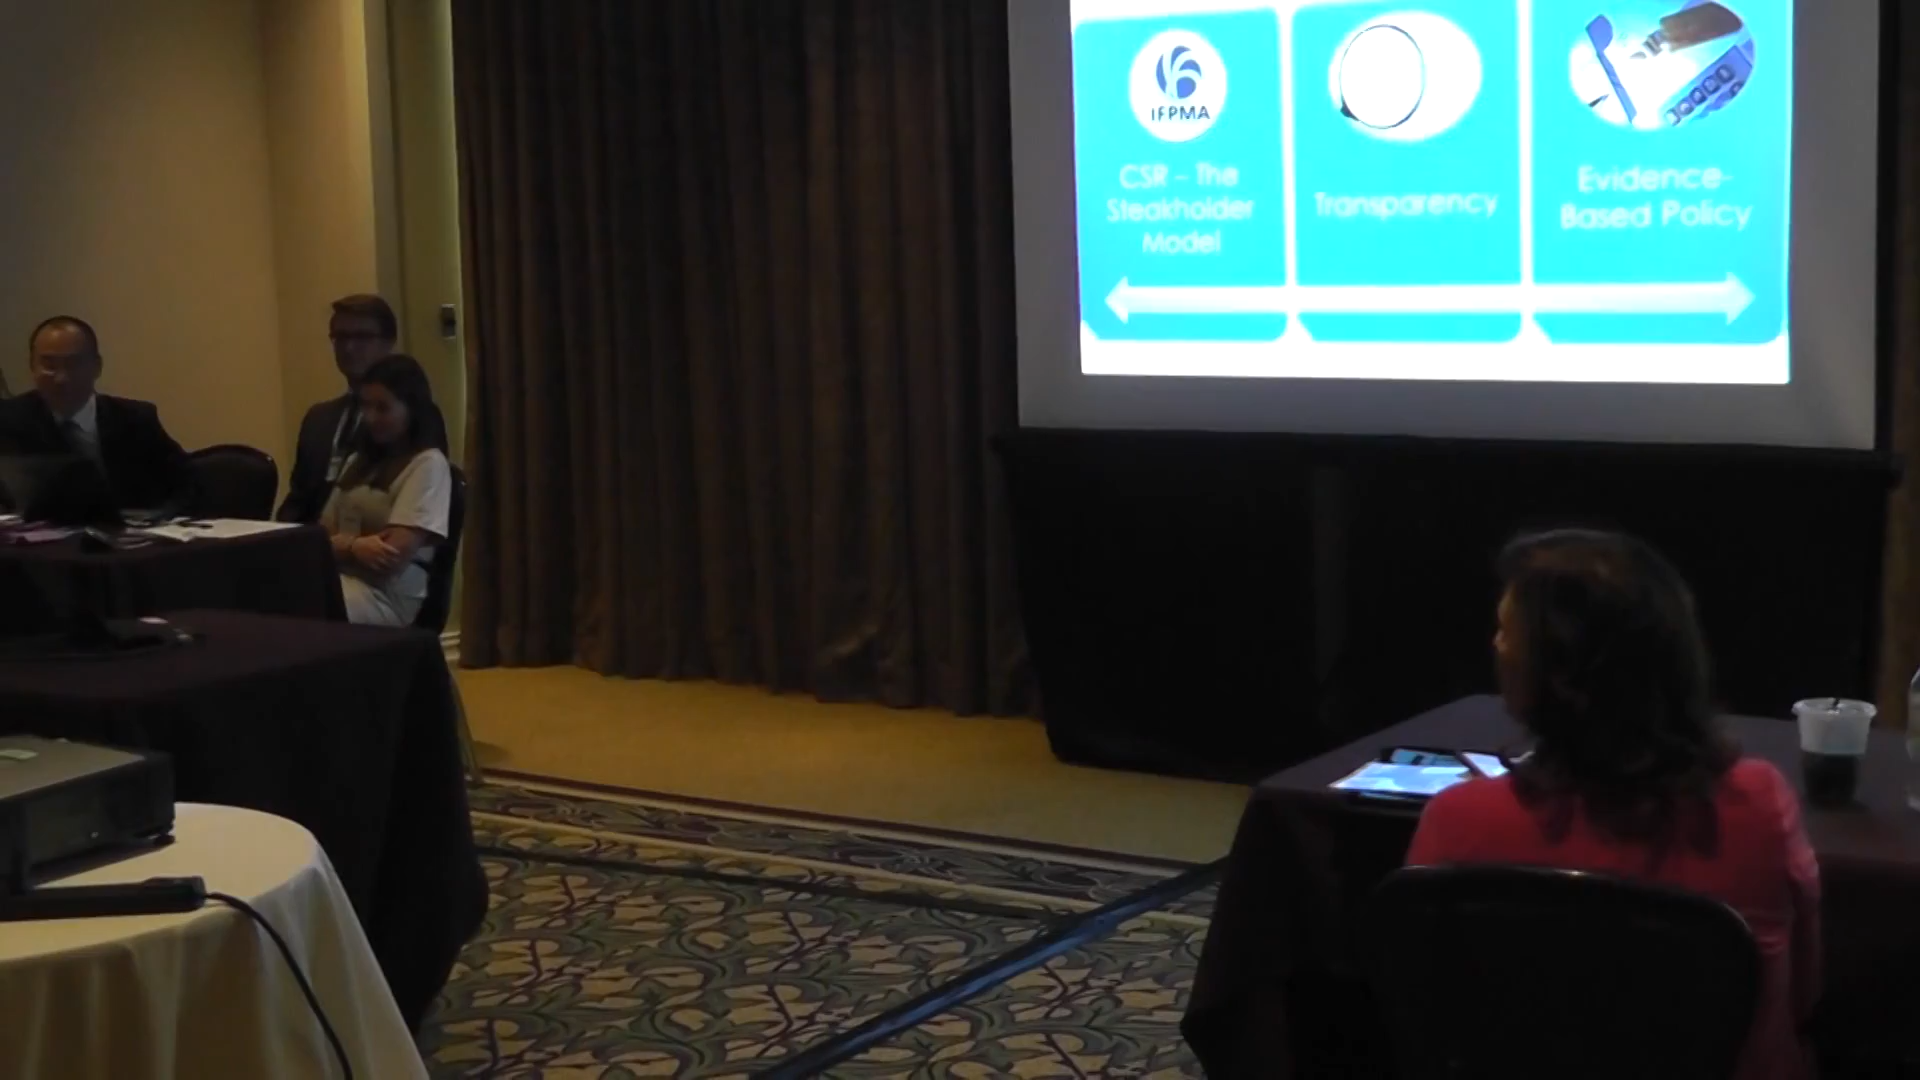 IFPMA
CSR – The
Steakholder
Model
Transparency
Evidence-
Based Policy